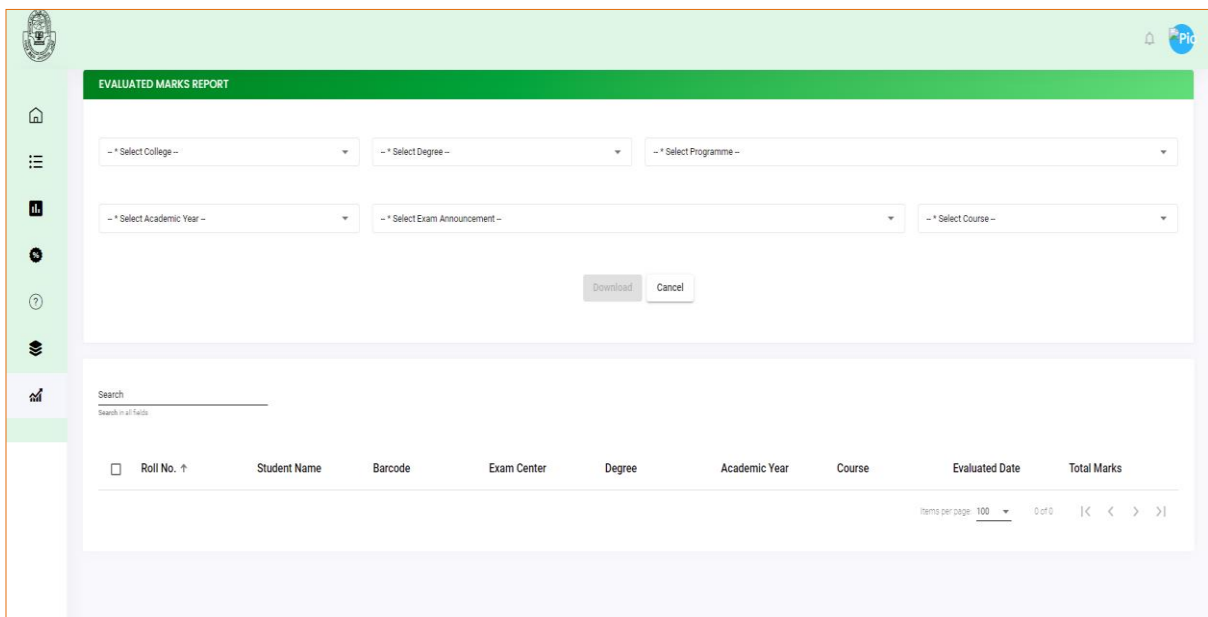 Pic
EVALUATED MARKS REPORT
-- * Select College -- -- * Select Degree -- -- * Select Programme --
-- * Select Academic Year -- -- * Select Exam Announcement -- -- * Select Course --
Download Cancel
Search
Search in all fields
Roll No. ↑ Student Name Barcode Exam Center Degree Academic Year Course Evaluated Date Total Marks
Items per page: 100 0 of 0 |< < > >|